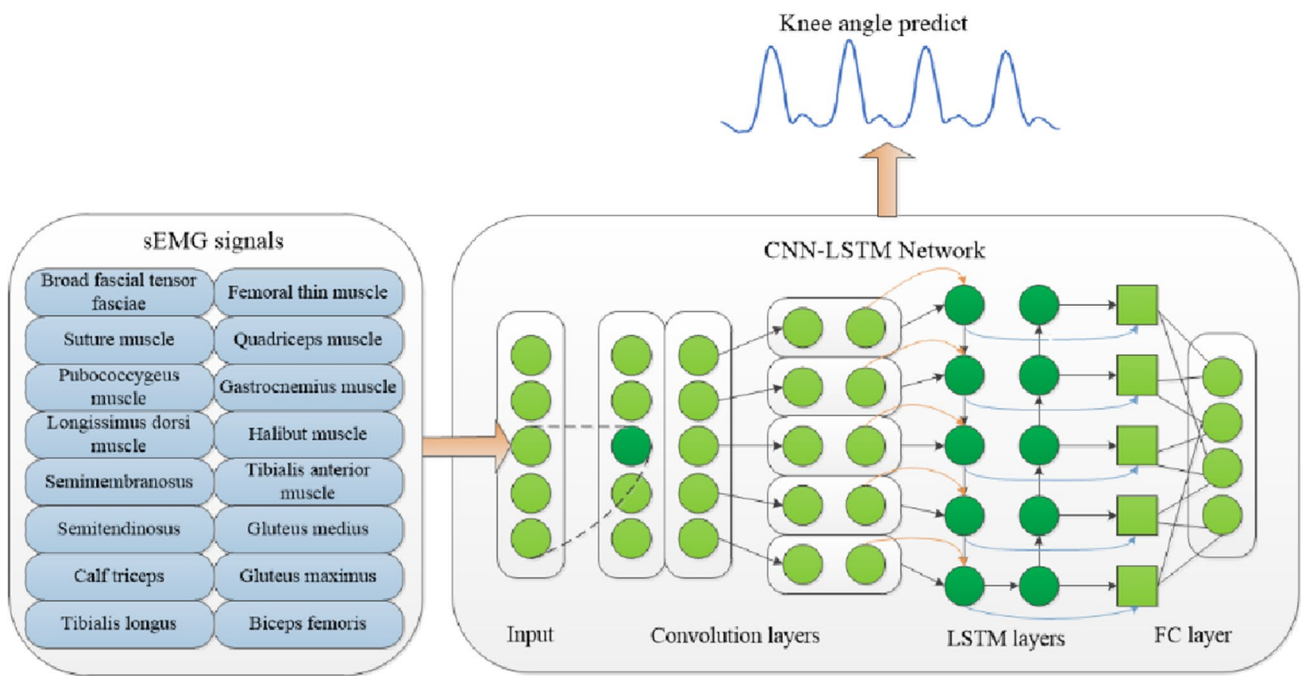 Knee angle predict
sEMG signals
Broad fascial tensor
fasciae
Femoral thin muscle
Suture muscle
Quadriceps muscle
Pubococcygeus
muscle
Gastrocnemius muscle
Longissimus dorsi
muscle
Halibut muscle
Semimembranosus
Tibialis anterior
muscle
Semitendinosus
Gluteus medius
Calf triceps
Gluteus maximus
Tibialis longus
Biceps femoris
CNN-LSTM Network
Input
Convolution layers
LSTM layers
FC layer